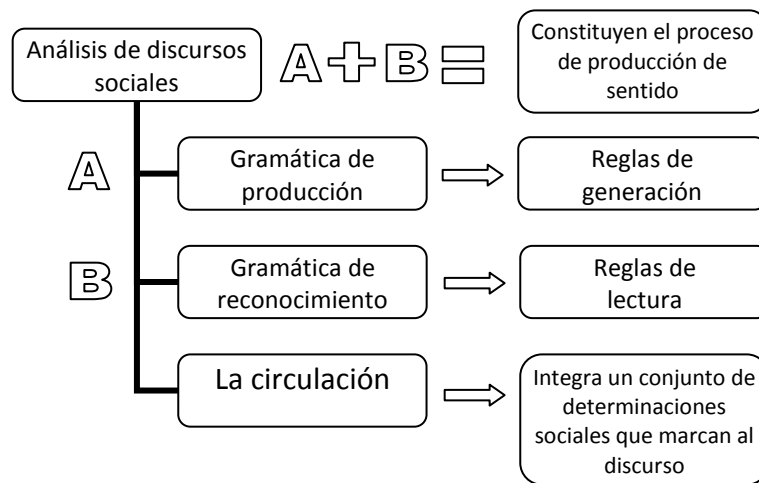 Análisis de discursos
sociales
A+B=
Constituyen el proceso
de producción de
sentido
A
Gramática de
producción
Reglas de
generación
B
Gramática de
reconocimiento
Reglas de
lectura
La circulación
Integra un conjunto de
determinaciones
sociales que marcan al
discurso